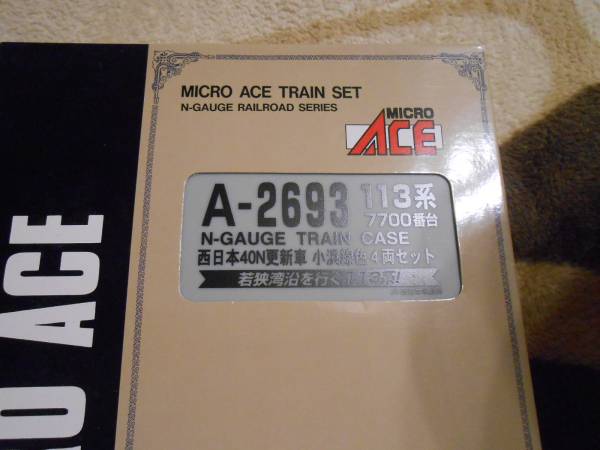 MICRO ACE TRAIN SET
N-GAUGE RAILROAD SERIES
MICRO
ACE
A-2693 113系
7700番台
N-GAUGE TRAIN CASE
西日本40N更新車 小浜線色 4両セット
若狭湾沿を行く113系!
RO ACE